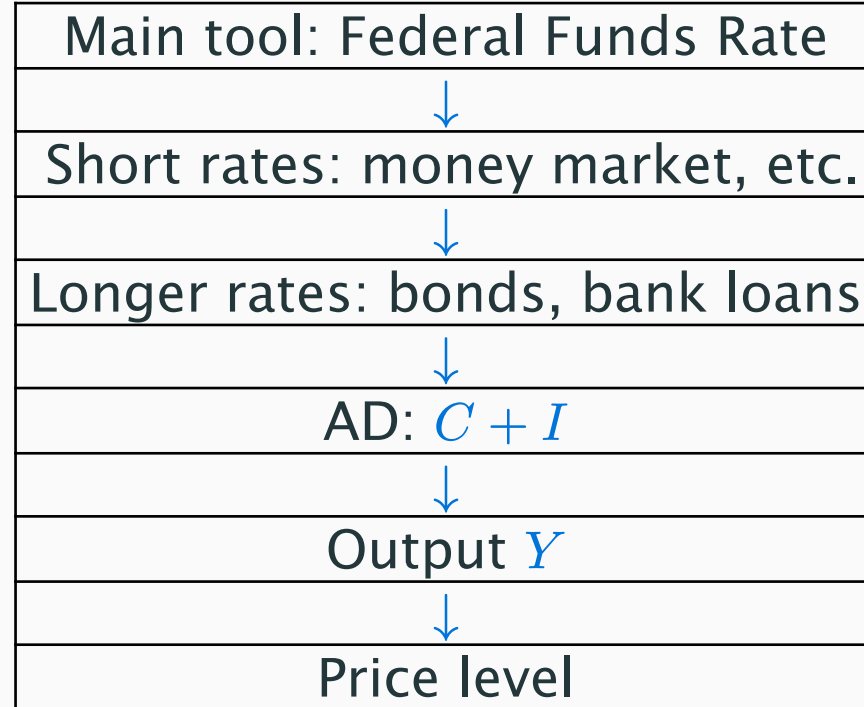 Main tool: Federal Funds Rate
↓
Short rates: money market, etc.
↓
Longer rates: bonds, bank loans
↓
AD: C + I
↓
Output Y
↓
Price level